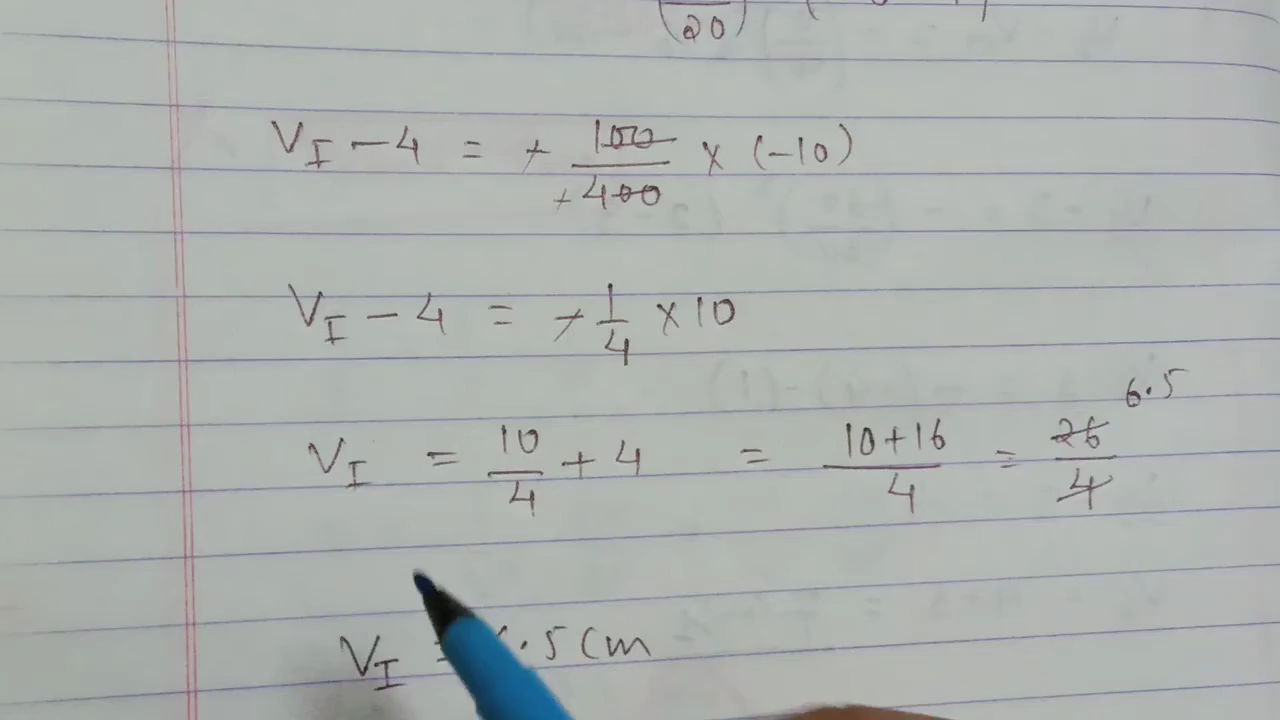 20
V_I - 4 = + 100/+400 × (-10)
V_I - 4 = + 1/4 × 10
V_I = 10/4 + 4 = 10+16/4 = 26/4 6.5
V_I = .5 cm